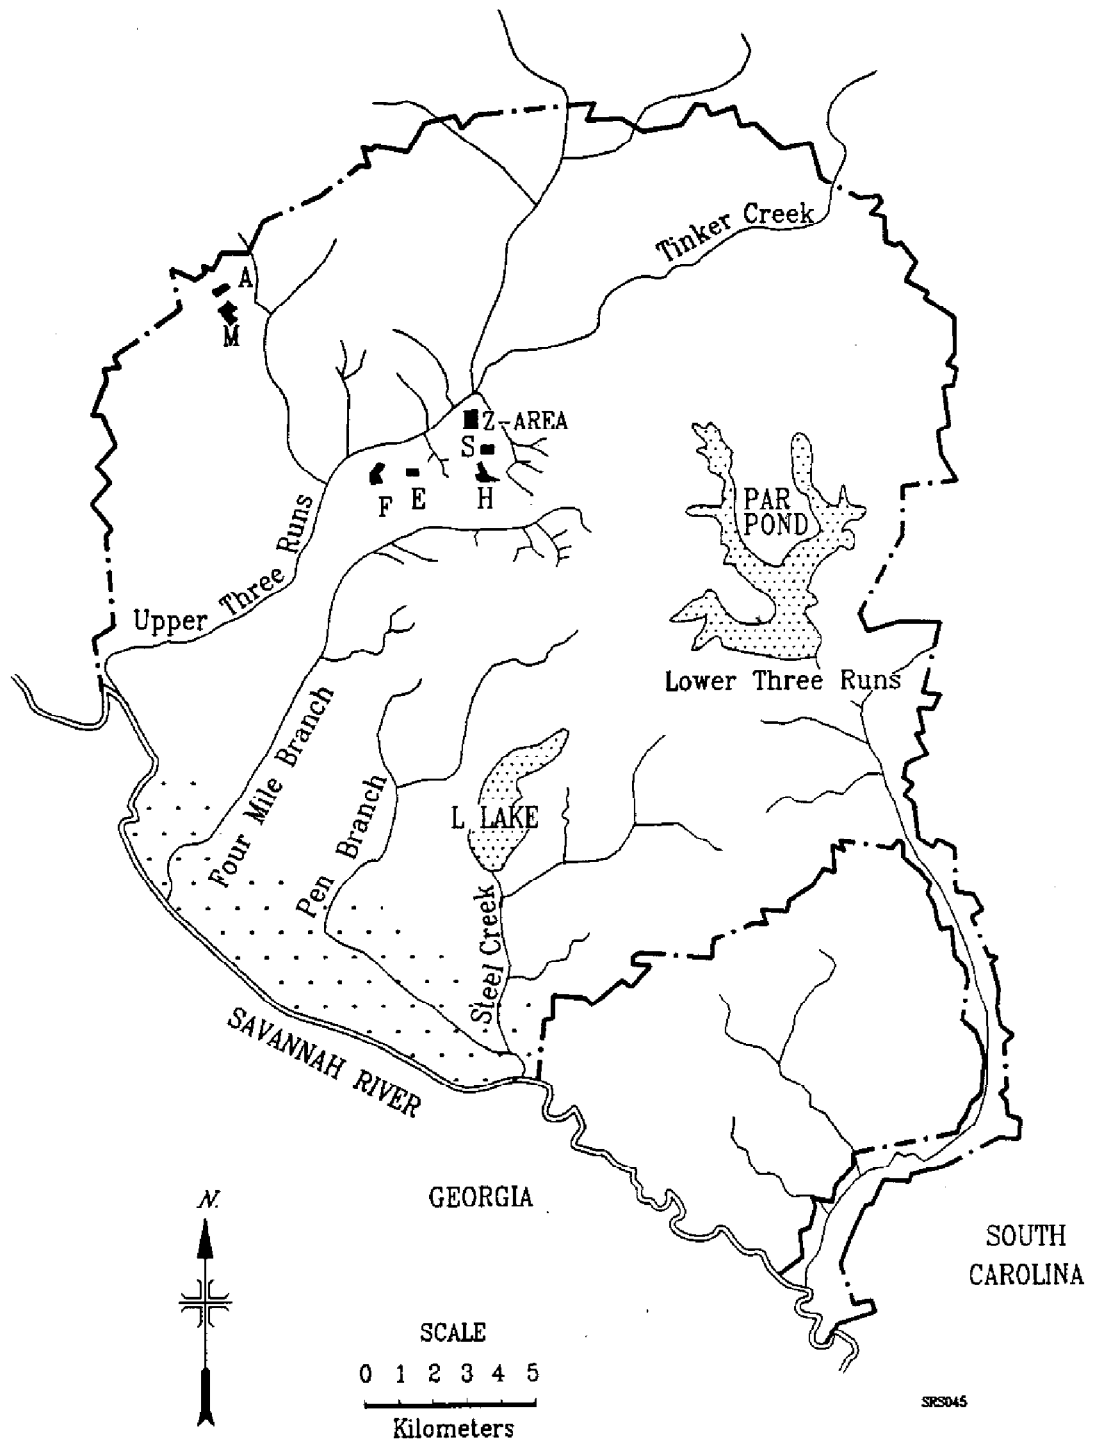 Tinker Creek
A
M
Z-AREA
S
F
E
H
PAR
POND
Upper Three Runs
Lower Three Runs
Four Mile Branch
Pen Branch
L LAKE
Steel Creek
SAVANNAH RIVER
N.
GEORGIA
SOUTH
CAROLINA
SCALE
0 1 2 3 4 5
Kilometers
SRS045